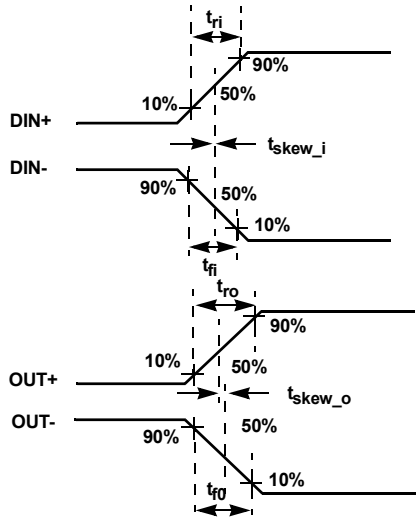 tri
90%
10%
50%
DIN+
tskew_i
DIN-
90%
50%
10%
tfi
tro
90%
10%
50%
OUT+
tskew_o
OUT-
90%
50%
10%
tf0